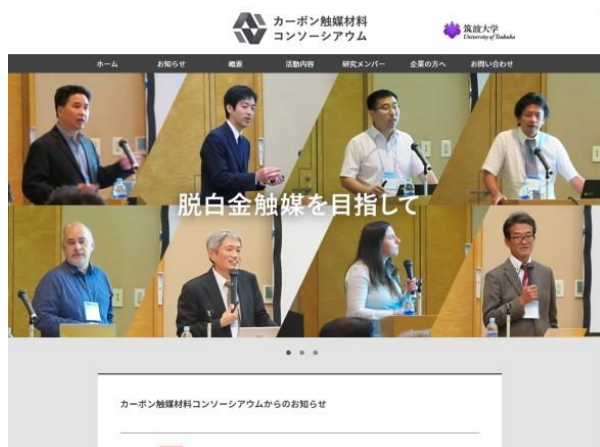 カーボン触媒材料
コンソーシアウム
筑波大学
University of Tsukuba
ホーム
お知らせ
概要
活動内容
研究メンバー
企業の方へ
お問い合わせ
脱白金触媒を目指して
カーボン触媒材料コンソーシアウムからのお知らせ